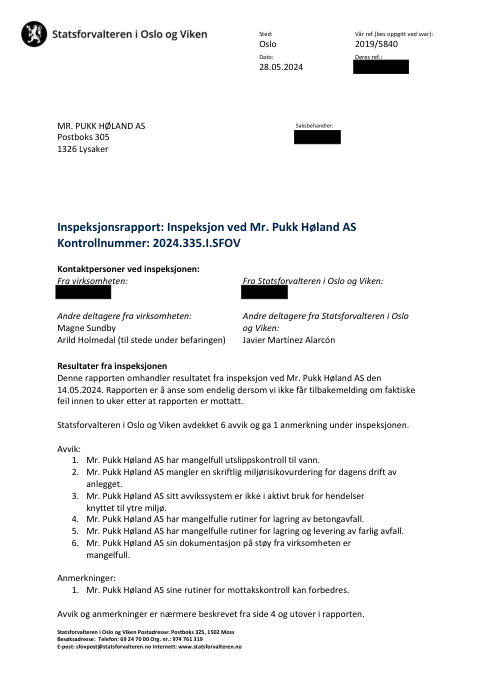 Statsforvalteren i Oslo og Viken
Sted:
Oslo
Dato:
28.05.2024
Vår ref.(bes oppgitt ved svar):
2019/5840
Deres ref.:
MR. PUKK HØLAND AS
Postboks 305
1326 Lysaker
Saksbehandler:
Inspeksjonsrapport: Inspeksjon ved Mr. Pukk Høland AS
Kontrollnummer: 2024.335.I.SFOV
Kontaktpersoner ved inspeksjonen:
Fra virksomheten:
Fra Statsforvalteren i Oslo og Viken:
Andre deltagere fra virksomheten:
Magne Sundby
Arild Holmedal (til stede under befaringen)
Andre deltagere fra Statsforvalteren i Oslo
og Viken:
Javier Martínez Alarcón
Resultater fra inspeksjonen
Denne rapporten omhandler resultatet fra inspeksjon ved Mr. Pukk Høland AS den
14.05.2024. Rapporten er å anse som endelig dersom vi ikke får tilbakemelding om faktiske
feil innen to uker etter at rapporten er mottatt.
Statsforvalteren i Oslo og Viken avdekket 6 avvik og ga 1 anmerkning under inspeksjonen.
Avvik:
1. Mr. Pukk Høland AS har mangelfull utslippskontroll til vann.
2. Mr. Pukk Høland AS mangler en skriftlig miljørisikovurdering for dagens drift av
anlegget.
3. Mr. Pukk Høland AS sitt avvikssystem er ikke i aktivt bruk for hendelser
knyttet til ytre miljø.
4. Mr. Pukk Høland AS har mangelfulle rutiner for lagring av betongavfall.
5. Mr. Pukk Høland AS har mangelfulle rutiner for lagring og levering av farlig avfall.
6. Mr. Pukk Høland AS sin dokumentasjon på støy fra virksomheten er
mangelfull.
Anmerkninger:
1. Mr. Pukk Høland AS sine rutiner for mottakskontroll kan forbedres.
Avvik og anmerkninger er nærmere beskrevet fra side 4 og utover i rapporten.
Statsforvalteren i Oslo og Viken Postadresse: Postboks 325, 1502 Moss
Besøksadresse: Telefon: 69 24 70 00 Org. nr.: 974 761 319
E-post: sfovpost@statsforvalteren.no Internett: www.statsforvalteren.no